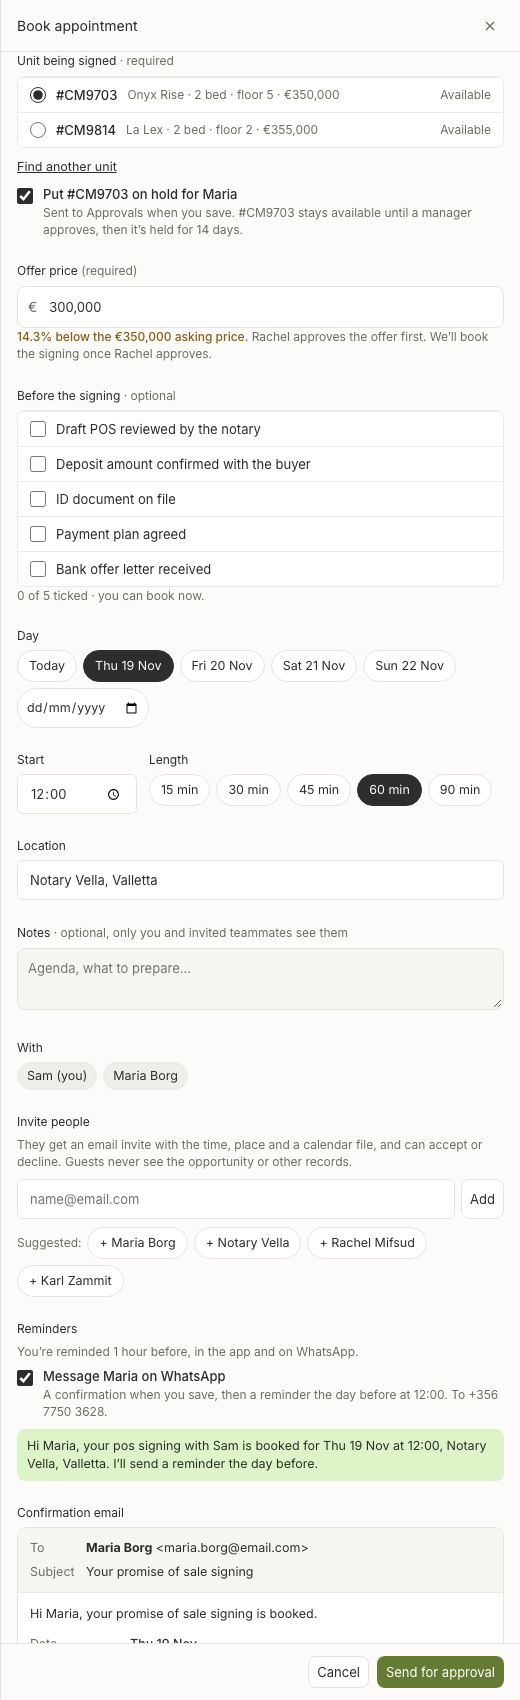 Book appointment
Unit being signed · required
#CM9703 Onyx Rise · 2 bed · floor 5 · €350,000 Available
#CM9814 La Lex · 2 bed · floor 2 · €355,000 Available
Find another unit
Put #CM9703 on hold for Maria
Sent to Approvals when you save. #CM9703 stays available until a manager
approves, then it’s held for 14 days.
Offer price (required)
€ 300,000
14.3% below the €350,000 asking price. Rachel approves the offer first. We’ll book
the signing once Rachel approves.
Before the signing · optional
Draft POS reviewed by the notary
Deposit amount confirmed with the buyer
ID document on file
Payment plan agreed
Bank offer letter received
0 of 5 ticked · you can book now.
Day
Today Thu 19 Nov Fri 20 Nov Sat 21 Nov Sun 22 Nov
dd/mm/yyyy
Start Length
12:00 15 min 30 min 45 min 60 min 90 min
Location
Notary Vella, Valletta
Notes · optional, only you and invited teammates see them
Agenda, what to prepare...
With
Sam (you) Maria Borg
Invite people
They get an email invite with the time, place and a calendar file, and can accept or
decline. Guests never see the opportunity or other records.
name@email.com Add
Suggested: + Maria Borg + Notary Vella + Rachel Mifsud
+ Karl Zammit
Reminders
You’re reminded 1 hour before, in the app and on WhatsApp.
Message Maria on WhatsApp
A confirmation when you save, then a reminder the day before at 12:00. To +356
7750 3628.
Hi Maria, your pos signing with Sam is booked for Thu 19 Nov at 12:00, Notary
Vella, Valletta. I’ll send a reminder the day before.
Confirmation email
To Maria Borg <maria.borg@email.com>
Subject Your promise of sale signing
Hi Maria, your promise of sale signing is booked.
Date Thu 19 Nov
Cancel Send for approval